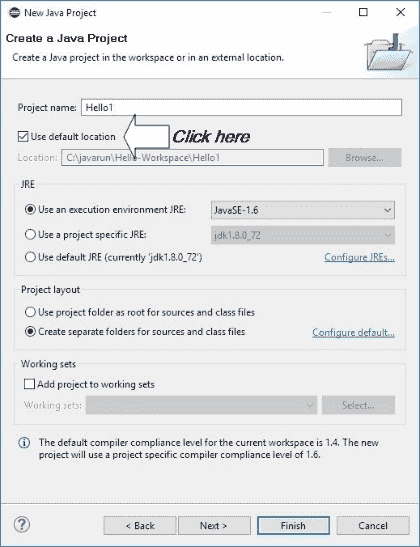 New Java Project
Create a Java Project
Create a Java project in the workspace or in an external location.
Project name: Hello1
Use default location
Click here
Location: C:\javarun\Hello-Workspace\Hello1 Browse...
JRE
Use an execution environment JRE: JavaSE-1.6
Use a project specific JRE: jdk1.8.0_72
Use default JRE (currently 'jdk1.8.0_72') Configure JREs...
Project layout
Use project folder as root for sources and class files
Create separate folders for sources and class files Configure default...
Working sets
Add project to working sets
Working sets: Select...
The default compiler compliance level for the current workspace is 1.4. The new
project will use a project specific compiler compliance level of 1.6.
? < Back Next > Finish Cancel